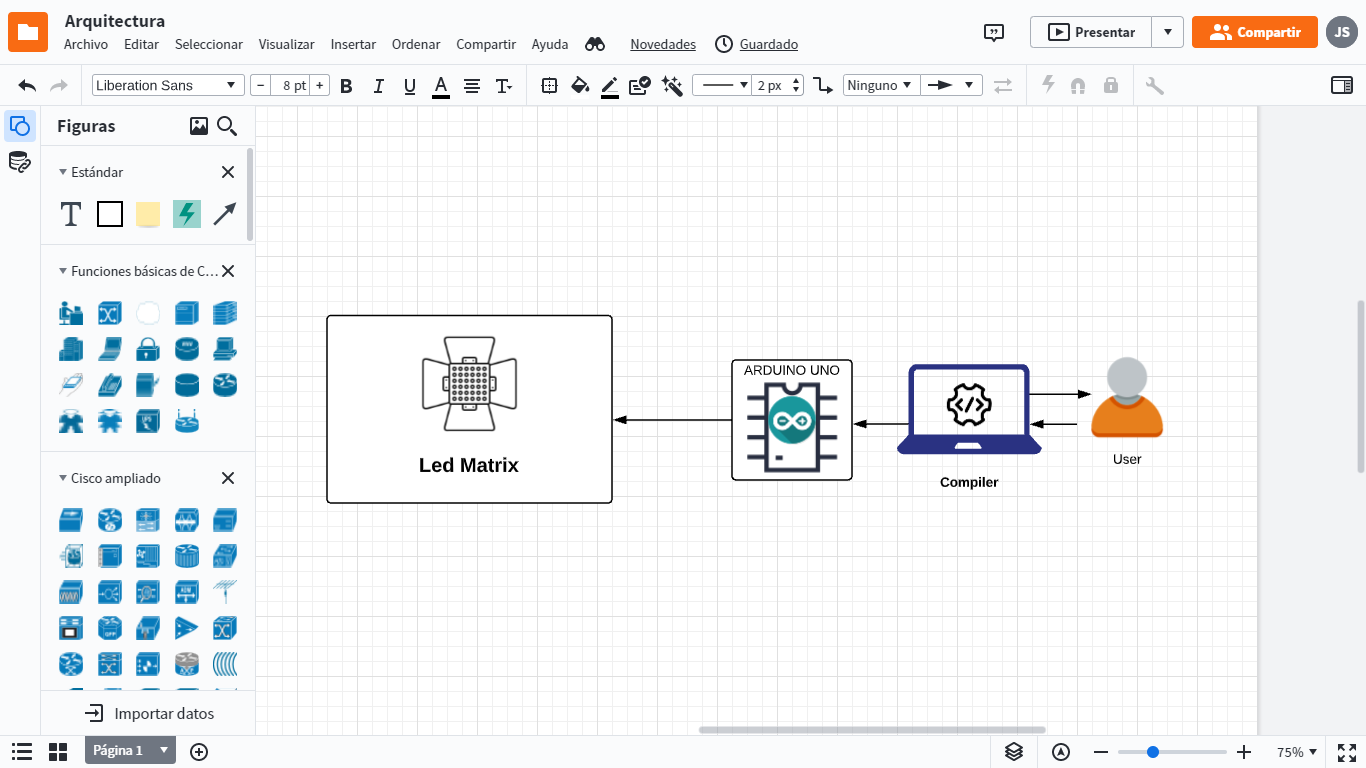 Arquitectura
Archivo Editar Seleccionar Visualizar Insertar Ordenar Compartir Ayuda Novedades Guardado
Presentar Compartir JS
Liberation Sans − 8 pt + B I U A T 2 px Ninguno
Figuras
Estándar
T
Funciones básicas de C...
Cisco ampliado
Importar datos
Led Matrix
ARDUINO UNO
Compiler
User
Página 1
75%